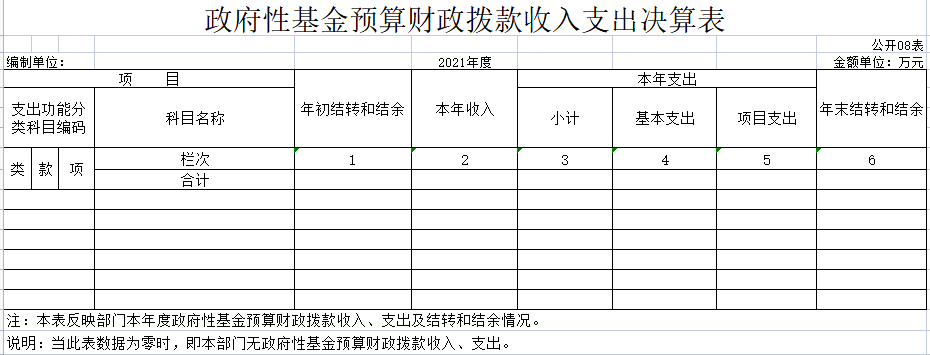 政府性基金预算财政拨款收入支出决算表
公开08表
编制单位: 2021年度 金额单位: 万元
项 目 年初结转和结余 本年收入 本年支出 年末结转和结余
支出功能分类科目编码 科目名称 小计 基本支出 项目支出
类 款 项 栏次 1 2 3 4 5 6
合计
注: 本表反映部门本年度政府性基金预算财政拨款收入、支出及结转和结余情况。
说明: 当此表数据为零时，即本部门无政府性基金预算财政拨款收入、支出。